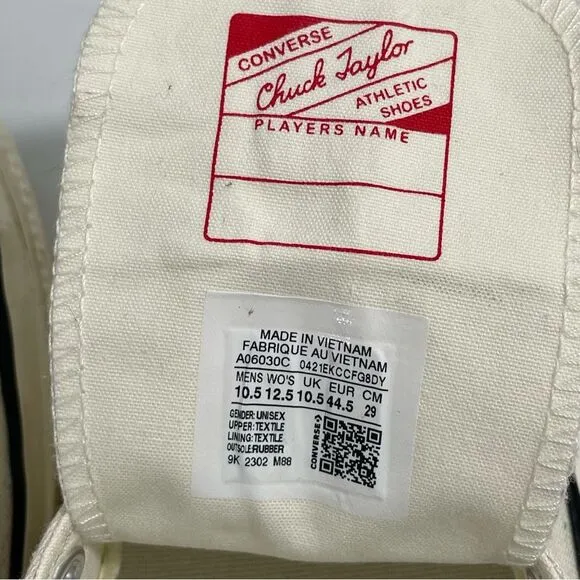 CONVERSE
Chuck Taylor
ATHLETIC
SHOES
PLAYERS NAME
MADE IN VIETNAM
FABRIQUE AU VIETNAM
A06030C 0421EKCCFG8DY
MENS WO'S UK EUR CM
10.5 12.5 10.5 44.5 29
GENDER: UNISEX
UPPER: TEXTILE
LINING: TEXTILE
OUTSOLE:RUBBER
9K 2302 M88
CONVERSE